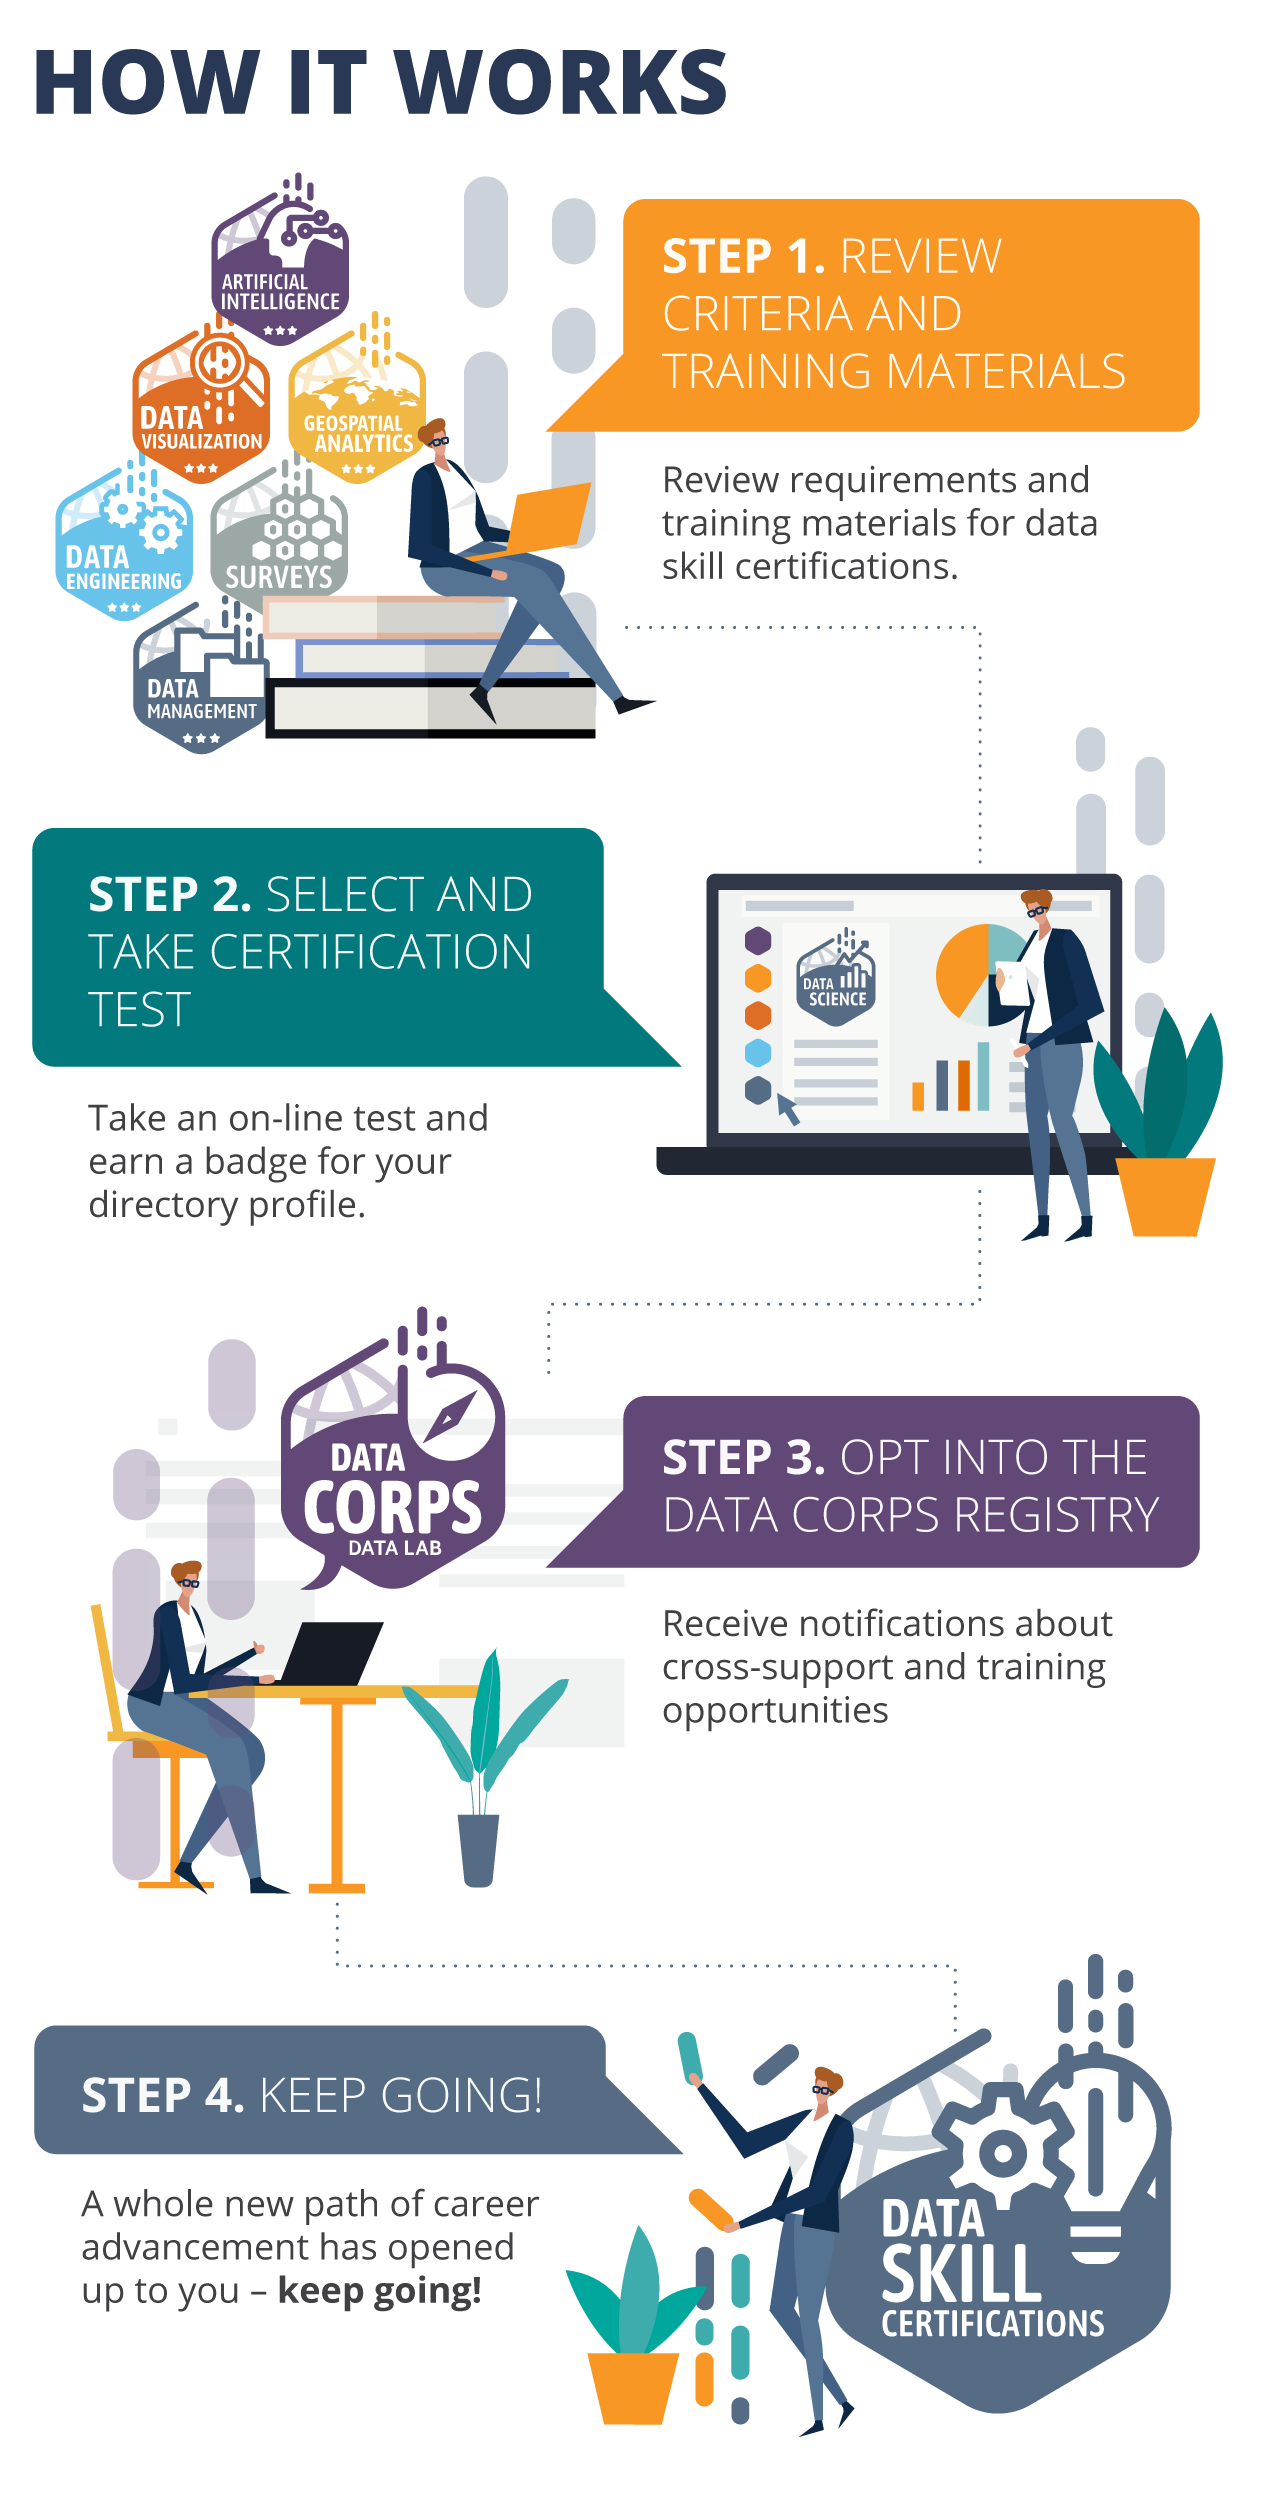 HOW IT WORKS
ARTIFICIAL
INTELLIGENCE
DATA
VISUALIZATION
GEOSPATIAL
ANALYTICS
DATA
ENGINEERING
SURVEYS
DATA
MANAGEMENT
STEP 1. REVIEW
CRITERIA AND
TRAINING MATERIALS
Review requirements and
training materials for data
skill certifications.
STEP 2. SELECT AND
TAKE CERTIFICATION
TEST
Take an on-line test and
earn a badge for your
directory profile.
DATA
SCIENCE
DATA
CORPS
DATA LAB
STEP 3. OPT INTO THE
DATA CORPS REGISTRY
Receive notifications about
cross-support and training
opportunities
STEP 4. KEEP GOING!
A whole new path of career
advancement has opened
up to you – keep going!
DATA
SKILL
CERTIFICATIONS